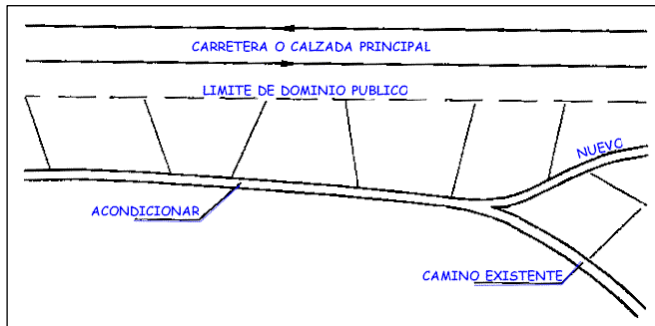 CARRETERA O CALZADA PRINCIPAL
LIMITE DE DOMINIO PUBLICO
NUEVO
ACONDICIONAR
CAMINO EXISTENTE